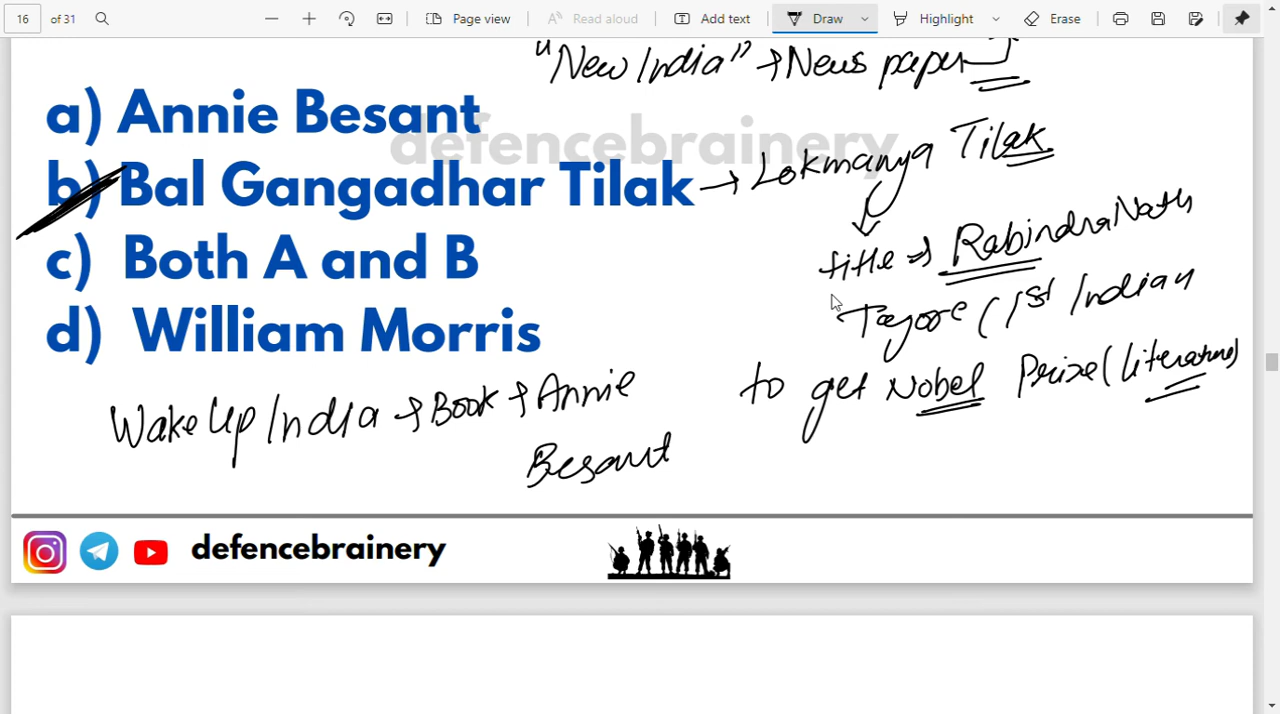 16 of 31 Page view Read aloud Add text Draw Highlight Erase
"New India" → News paper
a) Annie Besant
defencebrainery
b) Bal Gangadhar Tilak → Lokmanya Tilak
c) Both A and B
title ⇒ Rabindra Nath
Tagore (1st Indian
d) William Morris
to get Nobel Prize (literature)
Wake Up India → Book → Annie
Besant
defencebrainery